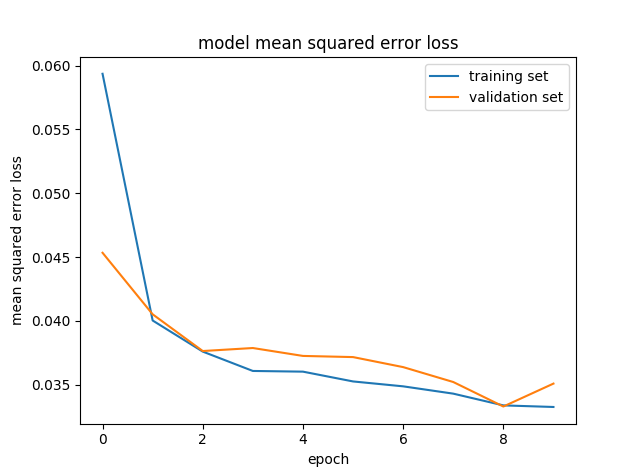 model mean squared error loss
training set
validation set
0.060
0.055
0.050
0.045
0.040
0.035
mean squared error loss
0 2 4 6 8
epoch